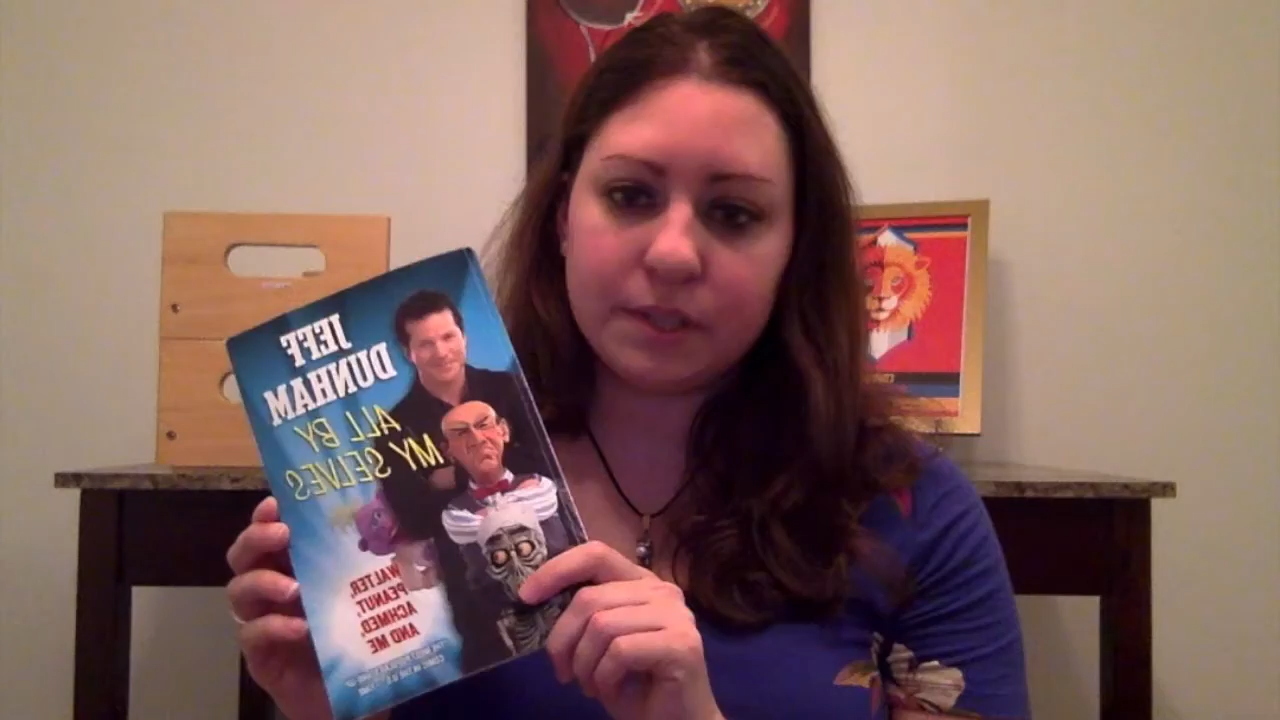 JEFF
DUNHAM
ALL BY
MY SELVES
WALTER,
PEANUT,
ACHMED,
AND ME